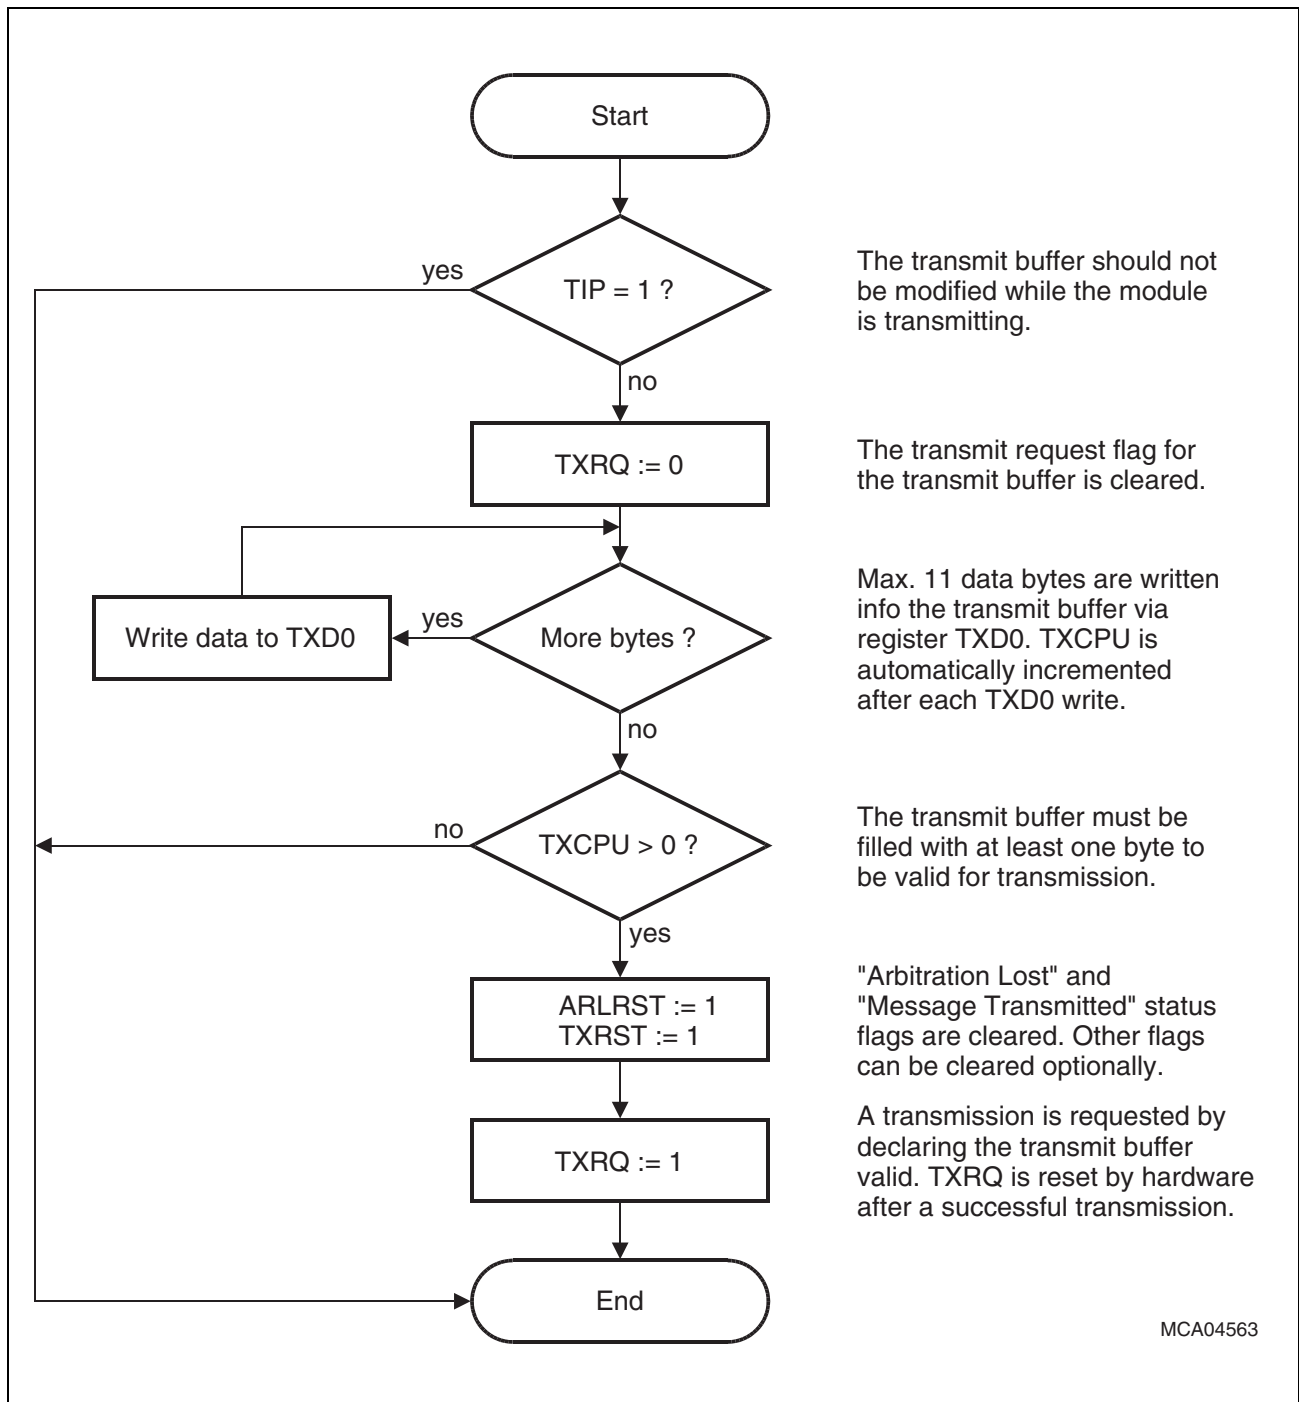 Start
yes
TIP = 1 ?
The transmit buffer should not
be modified while the module
is transmitting.
no
TXRQ := 0
The transmit request flag for
the transmit buffer is cleared.
Write data to TXD0
yes
More bytes ?
Max. 11 data bytes are written
info the transmit buffer via
register TXD0. TXCPU is
automatically incremented
after each TXD0 write.
no
no
TXCPU > 0 ?
The transmit buffer must be
filled with at least one byte to
be valid for transmission.
yes
ARLRST := 1
TXRST := 1
"Arbitration Lost" and
"Message Transmitted" status
flags are cleared. Other flags
can be cleared optionally.
TXRQ := 1
A transmission is requested by
declaring the transmit buffer
valid. TXRQ is reset by hardware
after a successful transmission.
End
MCA04563